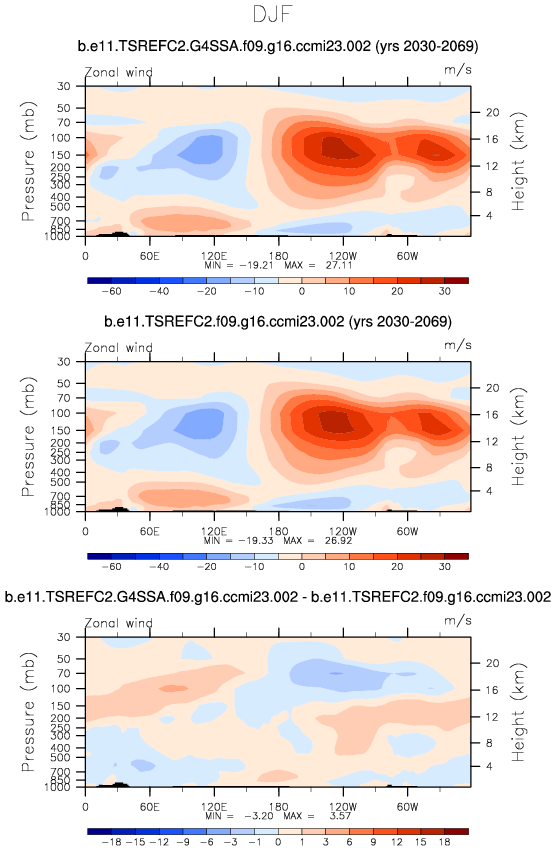 DJF
b.e11.TSREFC2.G4SSA.f09.g16.ccmi23.002 (yrs 2030-2069)
Zonal wind m/s
Pressure (mb)
30
50
70
100
150
200
250
300
400
500
700
850
1000
20
16
12
8
4
Height (km)
0 60E 120E 180 120W 60W
MIN = -19.21 MAX = 27.11
-60 -40 -20 -10 0 10 20 30
b.e11.TSREFC2.f09.g16.ccmi23.002 (yrs 2030-2069)
Zonal wind m/s
Pressure (mb)
30
50
70
100
150
200
250
300
400
500
700
850
1000
20
16
12
8
4
Height (km)
0 60E 120E 180 120W 60W
MIN = -19.33 MAX = 26.92
-60 -40 -20 -10 0 10 20 30
b.e11.TSREFC2.G4SSA.f09.g16.ccmi23.002 - b.e11.TSREFC2.f09.g16.ccmi23.002
Zonal wind m/s
Pressure (mb)
30
50
70
100
150
200
250
300
400
500
700
850
1000
20
16
12
8
4
Height (km)
0 60E 120E 180 120W 60W
MIN = -3.20 MAX = 3.57
-18 -15 -12 -9 -6 -3 -1 0 1 3 6 9 12 15 18